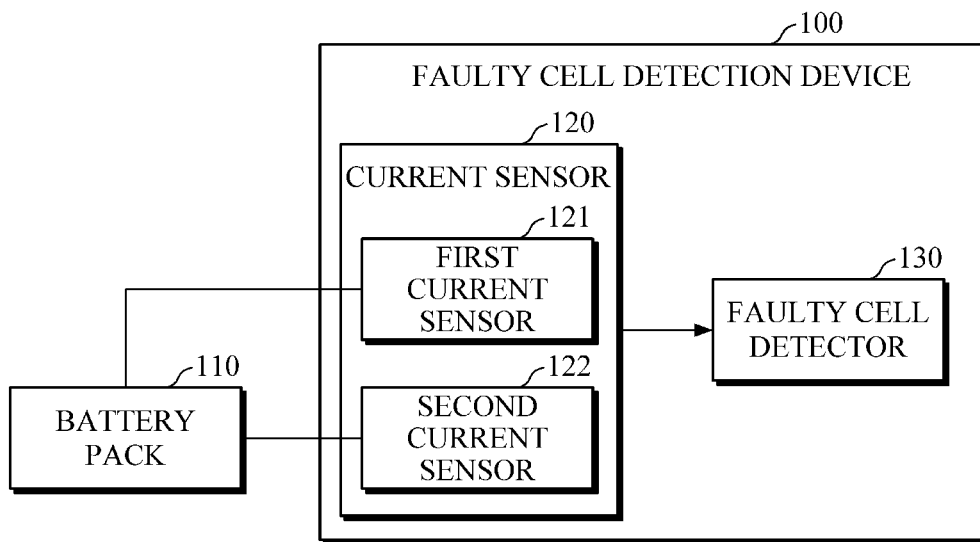 100
FAULTY CELL DETECTION DEVICE
120
CURRENT SENSOR
121
FIRST
CURRENT
SENSOR
130
FAULTY CELL
DETECTOR
110
BATTERY
PACK
122
SECOND
CURRENT
SENSOR